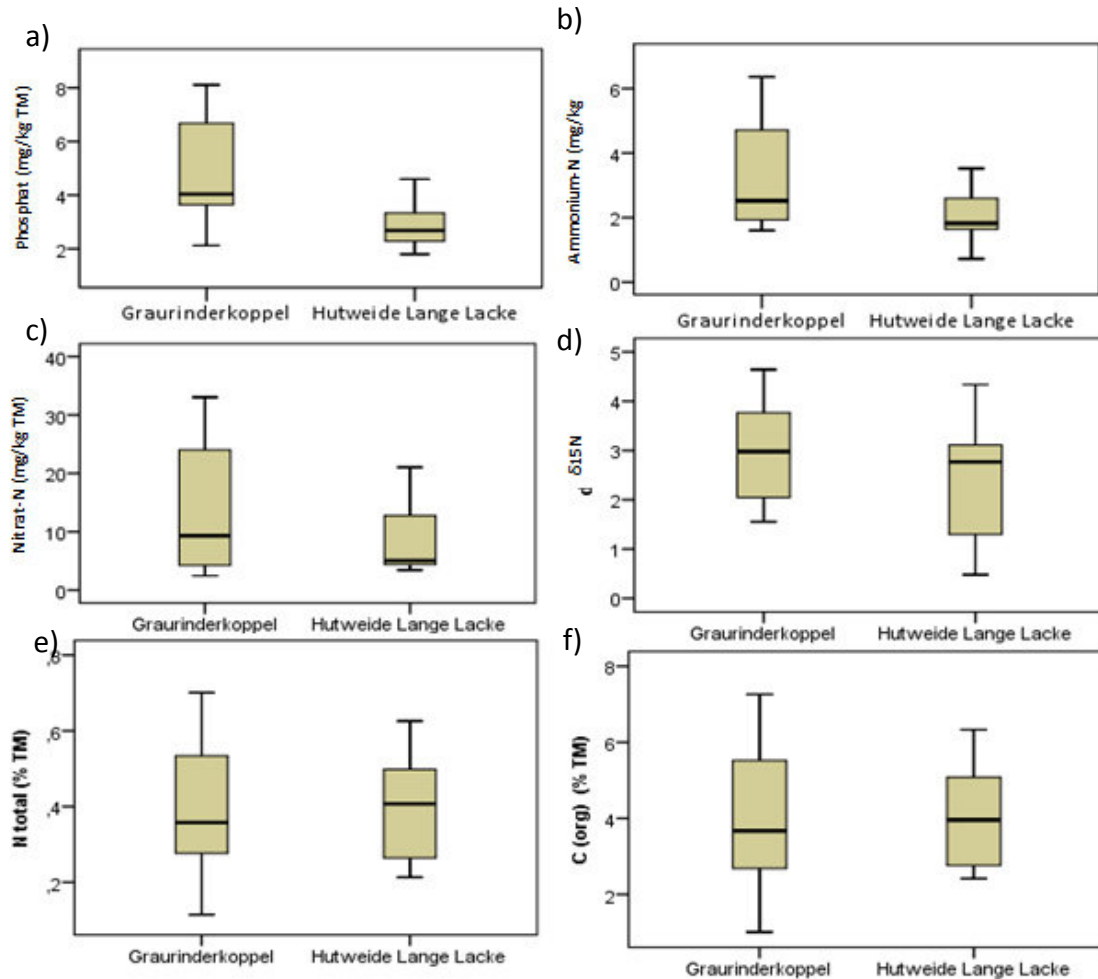 a)
Phosphat (mg/kg TM)
8
6
4
2
Graurinderkoppel Hutweide Lange Lacke
b)
Ammonium-N (mg/kg
6
4
2
0
Graurinderkoppel Hutweide Lange Lacke
c)
Nitrat-N (mg/kg TM)
40
30
20
10
0
Graurinderkoppel Hutweide Lange Lacke
d)
δ15N
d
5
4
3
2
1
0
Graurinderkoppel Hutweide Lange Lacke
e)
N total (% TM)
,8
,6
,4
,2
Graurinderkoppel Hutweide Lange Lacke
f)
C (org) (% TM)
8
6
4
2
Graurinderkoppel Hutweide Lange Lacke